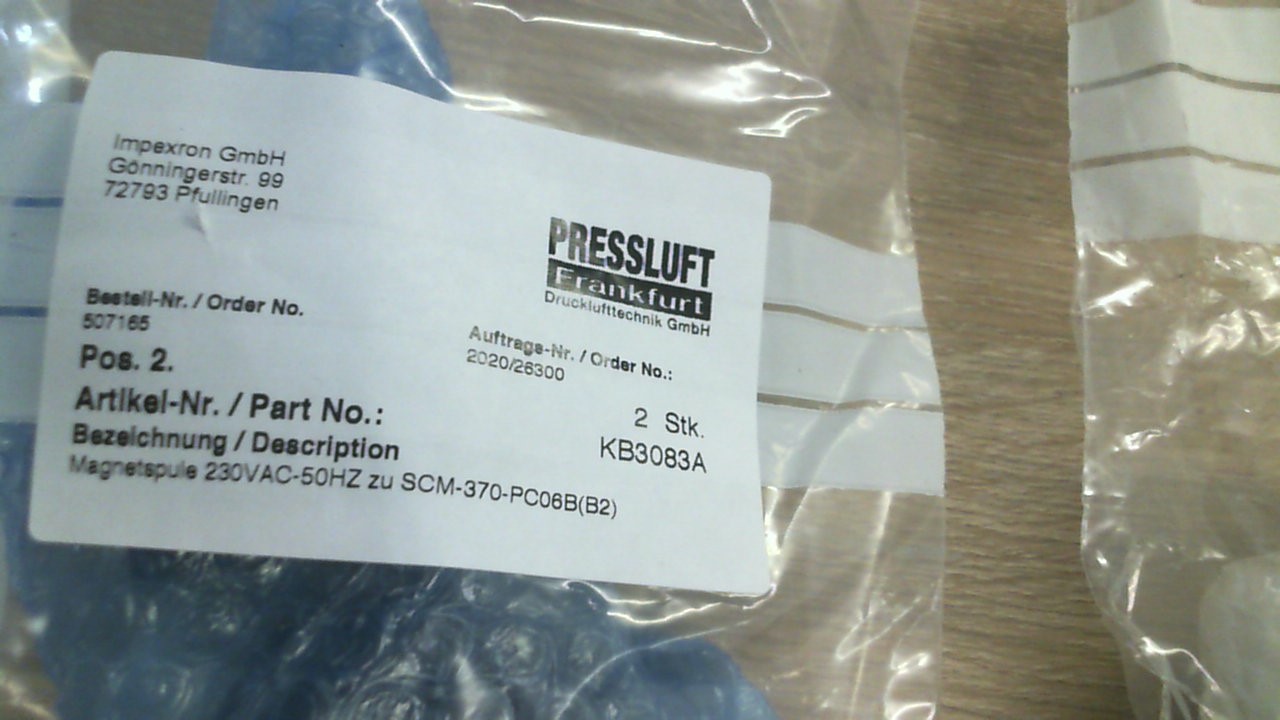 Impexron GmbH
Gönningerstr. 99
72793 Pfullingen
PRESSLUFT
Frankfurt
Drucklufttechnik GmbH
Bestell-Nr. / Order No.
507165
Auftrags-Nr. / Order No.:
2020/26300
Pos. 2.
Artikel-Nr. / Part No.:
2 Stk.
Bezeichnung / Description
KB3083A
Magnetspule 230VAC-50HZ zu SCM-370-PC06B(B2)